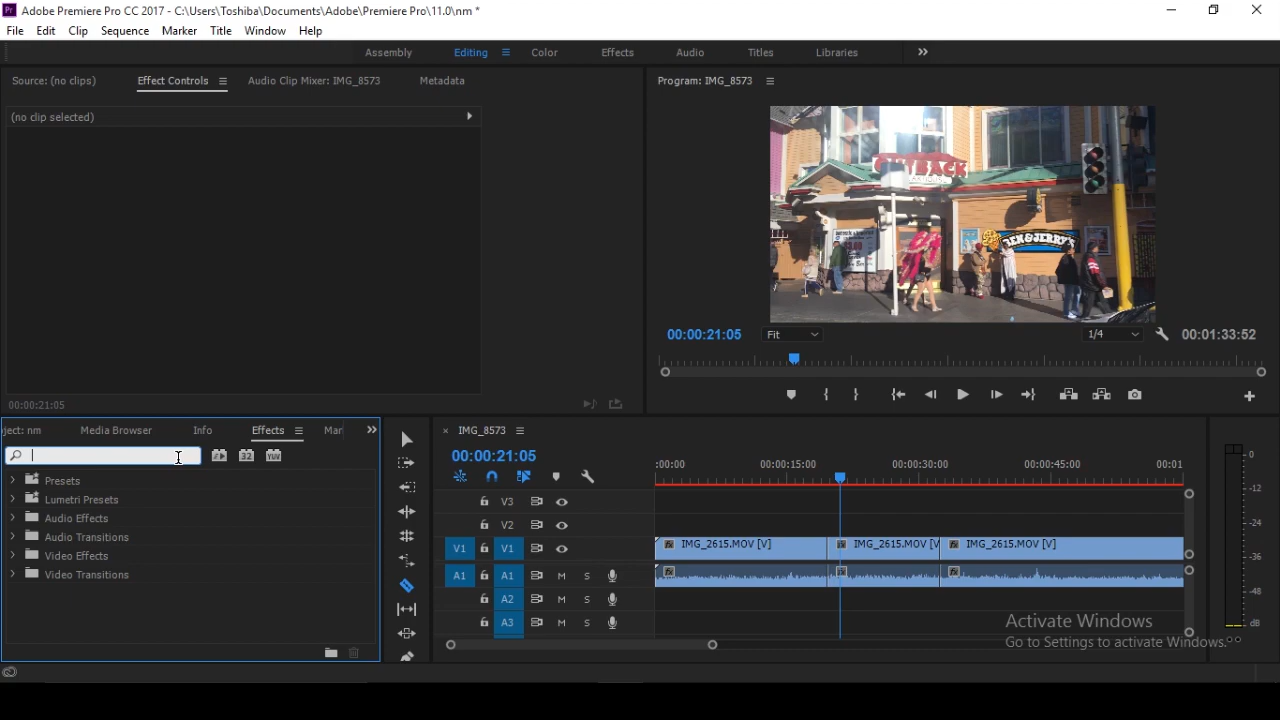 Adobe Premiere Pro CC 2017 - C:\Users\Toshiba\Documents\Adobe\Premiere Pro\11.0\nm *
File Edit Clip Sequence Marker Title Window Help
Assembly Editing Color Effects Audio Titles Libraries
Source: (no clips) Effect Controls Audio Clip Mixer: IMG_8573 Metadata
Program: IMG_8573
(no clip selected)
OUTBACK
BEN&JERRY'S
00:00:21:05 Fit 1/4 00:01:33:52
00:00:21:05
ject: nm Media Browser Info Effects Mar
32 YUV
Presets
Lumetri Presets
Audio Effects
Audio Transitions
Video Effects
Video Transitions
IMG_8573
00:00:21:05
:00:00 00:00:15:00 00:00:30:00 00:00:45:00 00:01
V3
V2
V1 V1 IMG_2615.MOV [V] IMG_2615.MOV [V IMG_2615.MOV [V]
A1 A1 M S
A2 M S
A3 M S
0
-12
-24
-36
-48
dB
Activate Windows
Go to Settings to activate Windows.